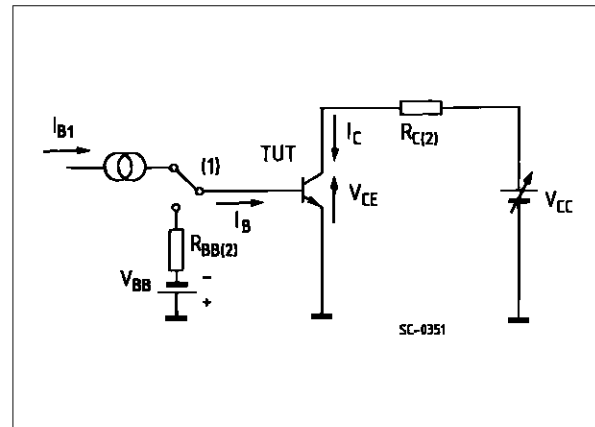 I_B1
(1)
TUT
I_C
R_C(2)
V_CE
V_CC
I_B
R_BB(2)
V_BB
−
+
SC-0351